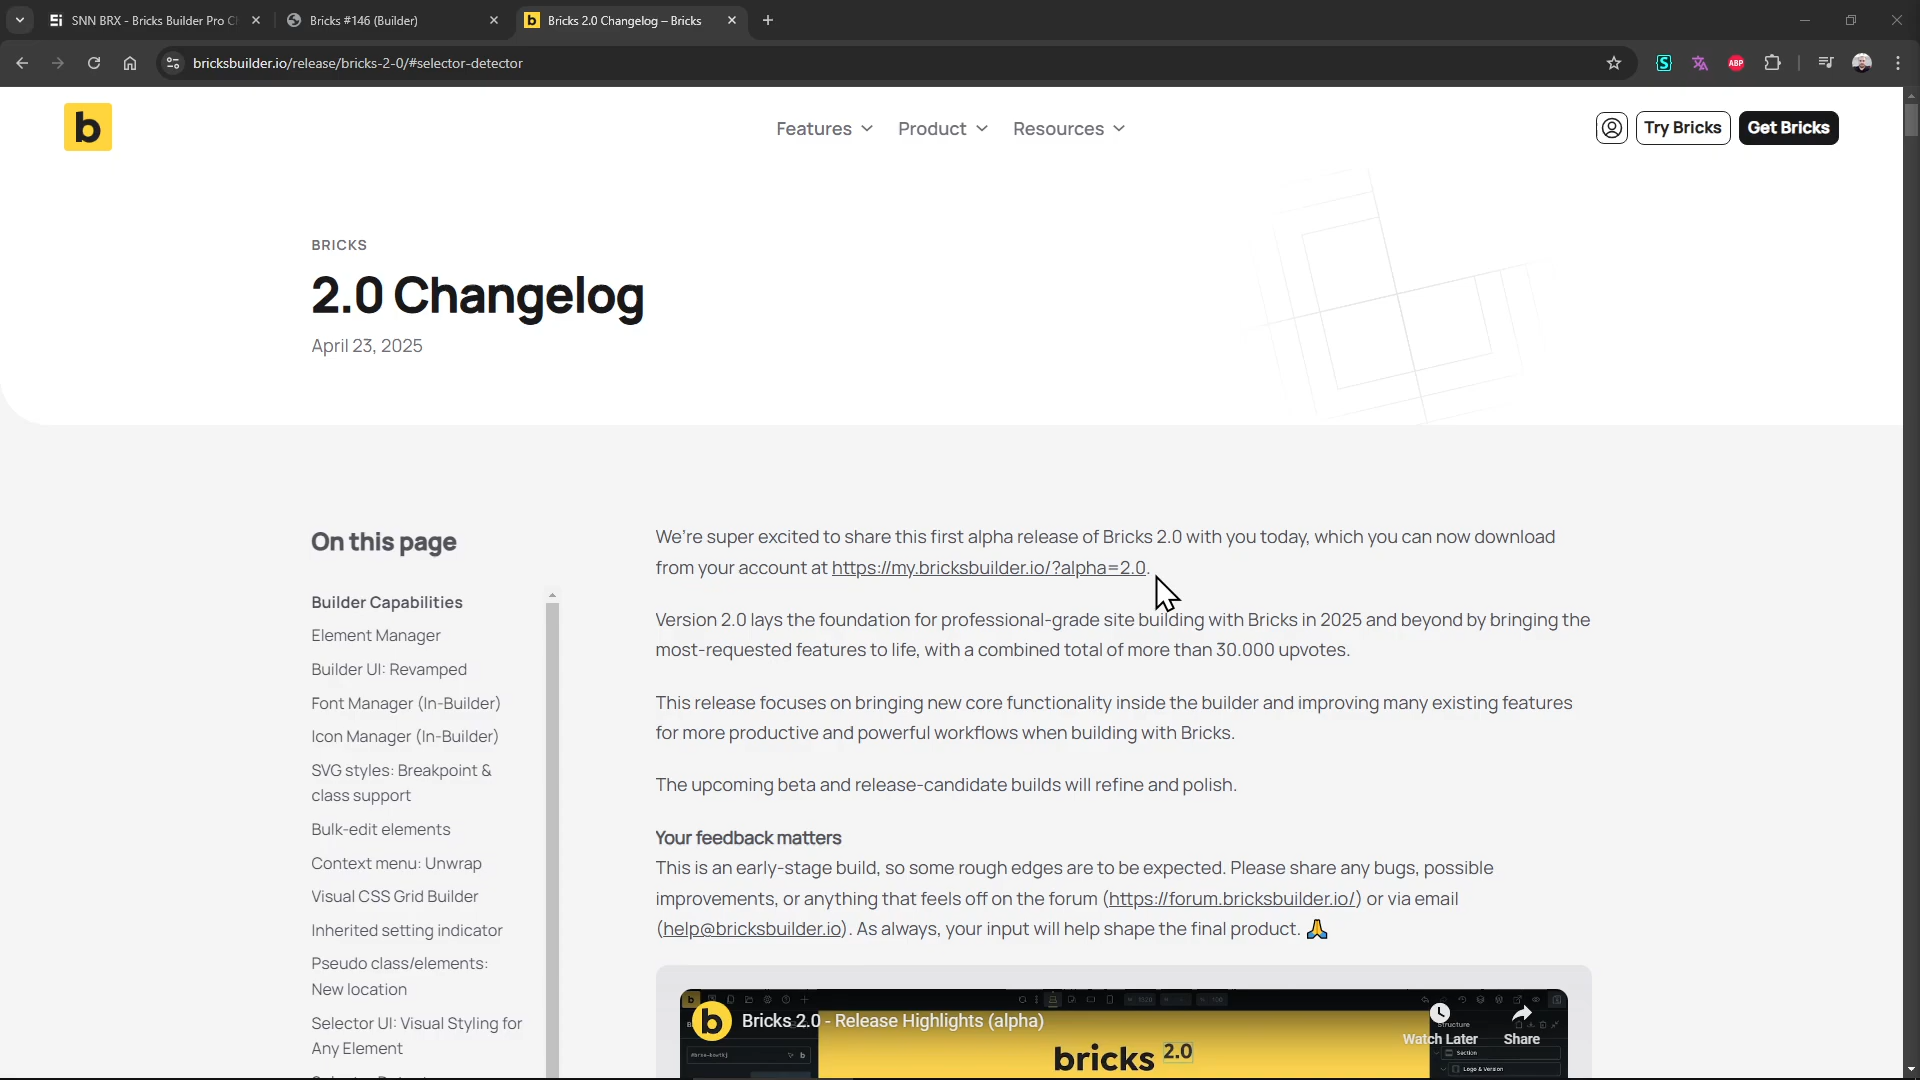 SNN BRX - Bricks Builder Pro Ch
Bricks #146 (Builder)
Bricks 2.0 Changelog – Bricks
bricksbuilder.io/release/bricks-2-0/#selector-detector
ABP
b
Features
Product
Resources
Try Bricks
Get Bricks
BRICKS
2.0 Changelog
April 23, 2025
On this page
Builder Capabilities
Element Manager
Builder UI: Revamped
Font Manager (In-Builder)
Icon Manager (In-Builder)
SVG styles: Breakpoint &
class support
Bulk-edit elements
Context menu: Unwrap
Visual CSS Grid Builder
Inherited setting indicator
Pseudo class/elements:
New location
Selector UI: Visual Styling for
Any Element
We're super excited to share this first alpha release of Bricks 2.0 with you today, which you can now download
from your account at https://my.bricksbuilder.io/?alpha=2.0.
Version 2.0 lays the foundation for professional-grade site building with Bricks in 2025 and beyond by bringing the
most-requested features to life, with a combined total of more than 30.000 upvotes.
This release focuses on bringing new core functionality inside the builder and improving many existing features
for more productive and powerful workflows when building with Bricks.
The upcoming beta and release-candidate builds will refine and polish.
Your feedback matters
This is an early-stage build, so some rough edges are to be expected. Please share any bugs, possible
improvements, or anything that feels off on the forum (https://forum.bricksbuilder.io/) or via email
(help@bricksbuilder.io). As always, your input will help shape the final product. 🙏
b
Bricks 2.0 - Release Highlights (alpha)
Watch Later
Share
Structure
Section
Logo & Version
bricks 2.0